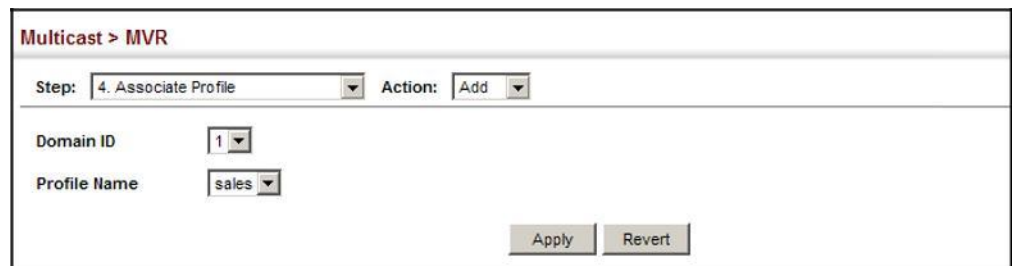 Multicast > MVR
Step: 4. Associate Profile Action: Add
Domain ID 1
Profile Name sales
Apply Revert